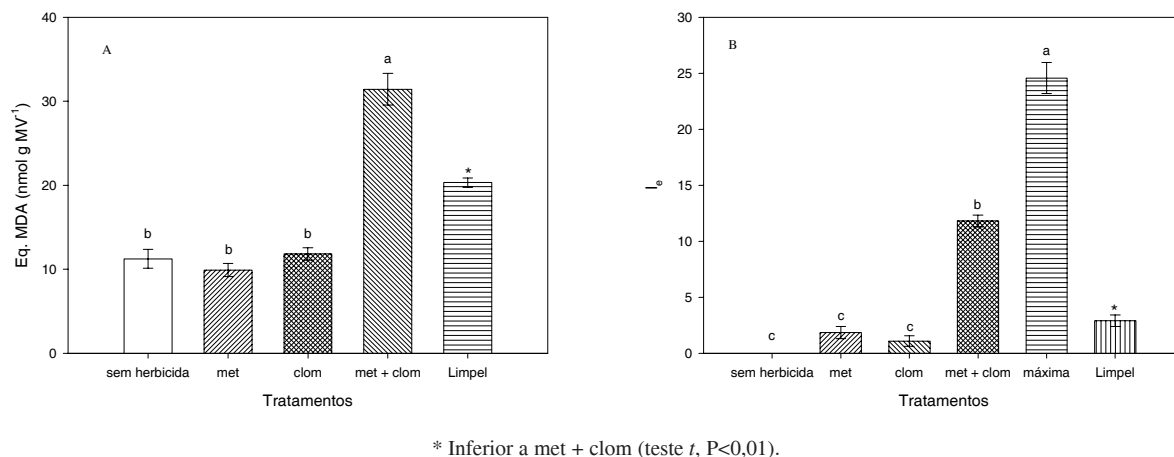 A
Eq. MDA (nmol g MV⁻¹)
40
30
20
10
0
b
b
b
a
*
sem herbicida met clom met + clom Limpel
Tratamentos
B
Iₑ
30
25
20
15
10
5
0
c
c
c
b
a
*
sem herbicida met clom met + clom máxima Limpel
Tratamentos
* Inferior a met + clom (teste t, P<0,01).